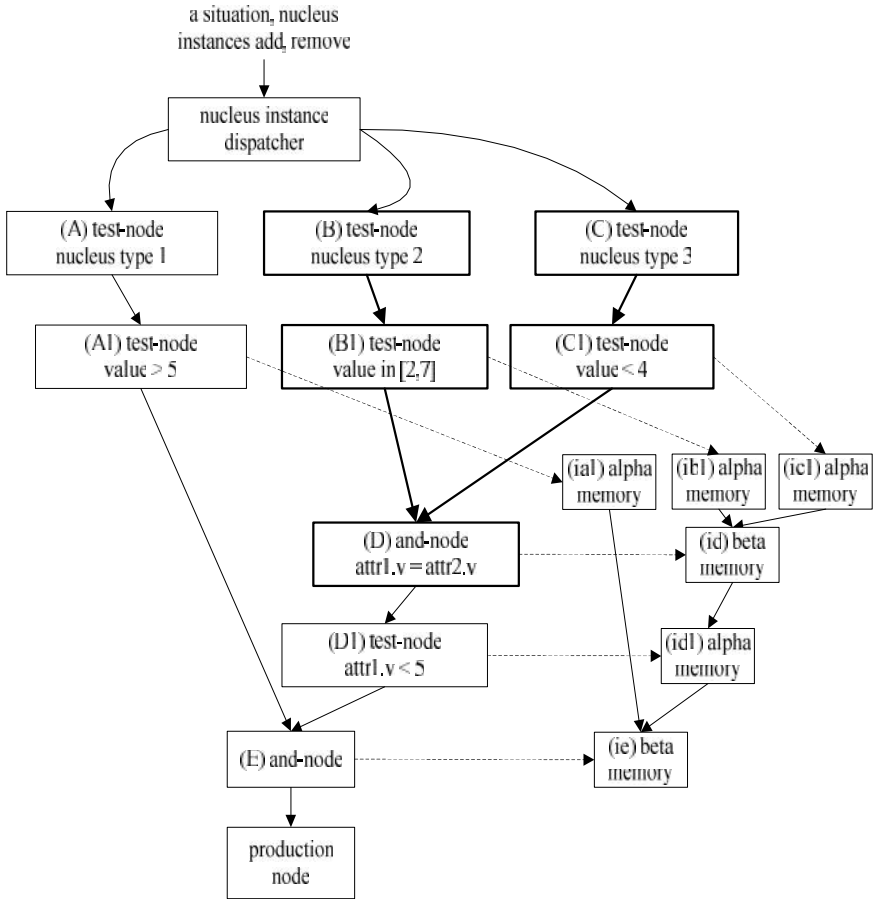 a situation, nucleus
instances add, remove
nucleus instance
dispatcher
(A) test-node
nucleus type 1
(B) test-node
nucleus type 2
(C) test-node
nucleus type 3
(A1) test-node
value > 5
(B1) test-node
value in [2,7]
(C1) test-node
value < 4
(ia1) alpha
memory
(ib1) alpha
memory
(ic1) alpha
memory
(D) and-node
attr1.v = attr2.v
(id) beta
memory
(D1) test-node
attr1.v < 5
(id1) alpha
memory
(E) and-node
(ie) beta
memory
production
node